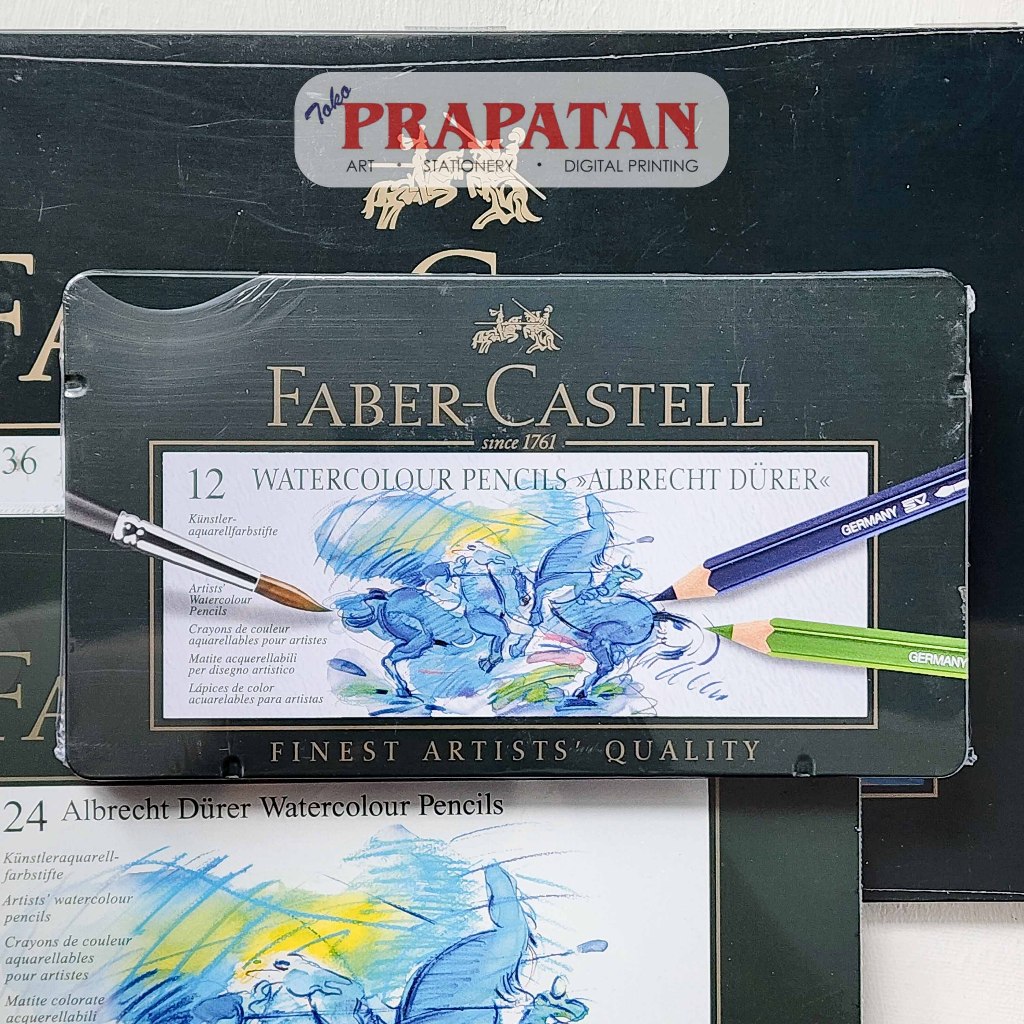 Toko
PRAPATAN
ART • STATIONERY • DIGITAL PRINTING
FABER-CASTELL
since 1761
36
12 WATERCOLOUR PENCILS »ALBRECHT DÜRER«
Künstler-
aquarellfarbstifte
Artists'
Watercolour
Pencils
Crayons de couleur
aquarellables pour artistes
Matite acquerellabili
per disegno artistico
Lápices de color
acuarelables para artistas
GERMANY
GERMANY
FINEST ARTISTS' QUALITY
24 Albrecht Dürer Watercolour Pencils
Künstleraquarell-
farbstifte
Artists' watercolour
pencils
Crayons de couleur
aquarellables
pour artistes
Matite colorate
acquerellabili